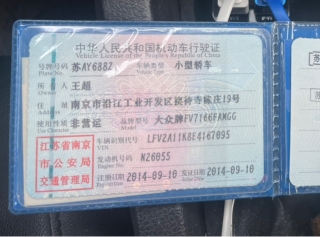 中华人民共和国机动车行驶证
Vehicle License of the People's Republic of China
号牌号码 苏AY688Z 车辆类型 小型轿车
Plate No. Vehicle Type
所有人 王超
Owner
住址 南京市沿江工业开发区接待寺陈庄19号
Address
使用性质 非营运 品牌型号 大众牌FV7166FANGG
Use Character Model
江苏省南京 车辆识别代号 LFV2A11K8E4167095
VIN
市公安局 发动机号码 N26055
Engine No.
交通管理局 注册日期 2014-09-10 发证日期 2014-09-10
Register Date Issue Date